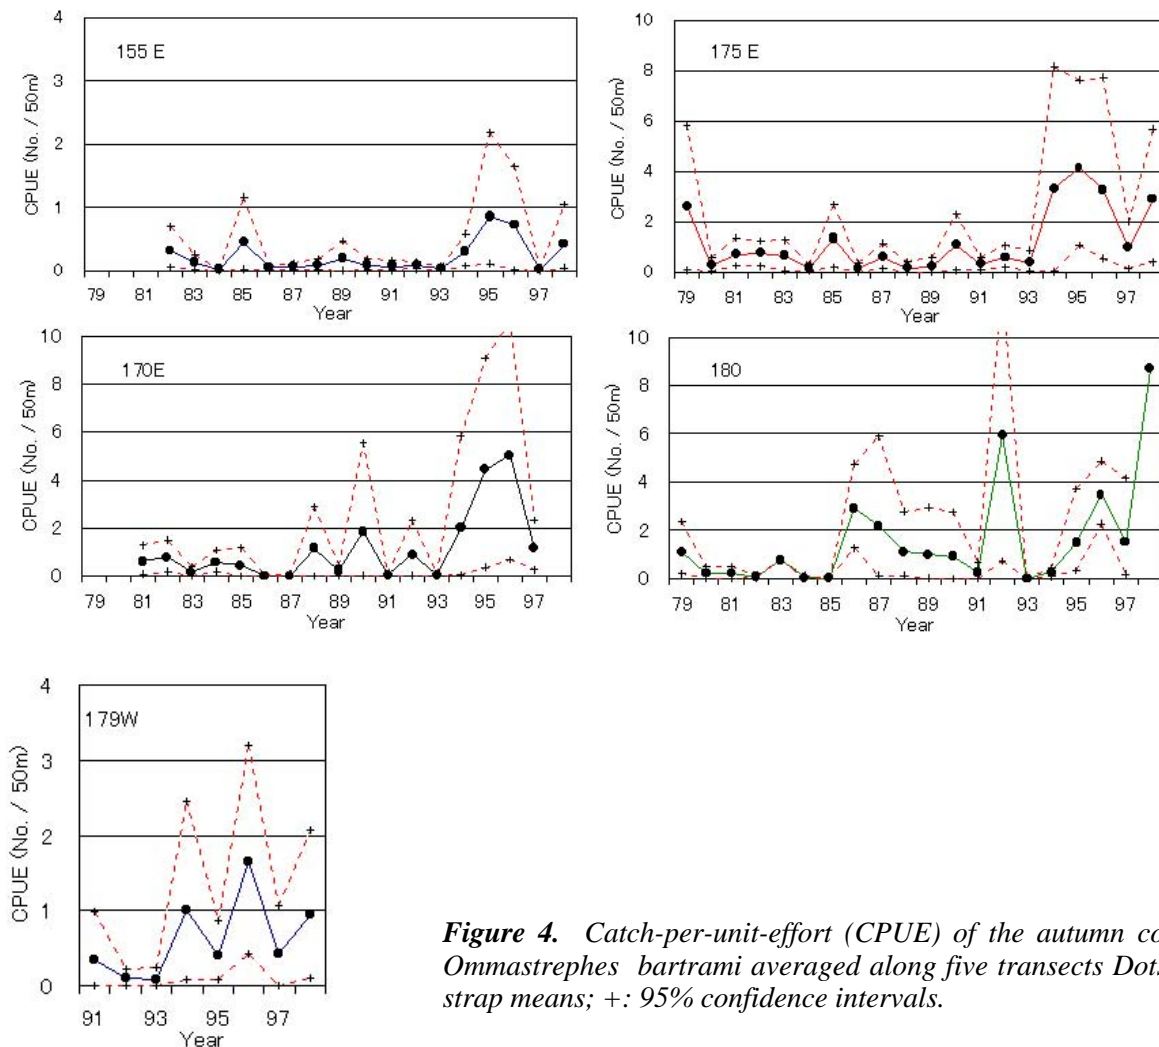 155 E
CPUE (No. / 50m)
4
3
2
1
0
79 81 83 85 87 89 91 93 95 97
Year
175 E
CPUE (No. / 50m)
10
8
6
4
2
0
79 81 83 85 87 89 91 93 95 97
Year
170E
CPUE (No. / 50m)
10
8
6
4
2
0
79 81 83 85 87 89 91 93 95 97
Year
180
CPUE (No. / 50m)
10
8
6
4
2
0
79 81 83 85 87 89 91 93 95 97
Year
179W
CPUE (No. / 50m)
4
3
2
1
0
91 93 95 97
Year
Figure 4. Catch-per-unit-effort (CPUE) of the autumn co
Ommastrephes bartrami averaged along five transects Dots
strap means; +: 95% confidence intervals.